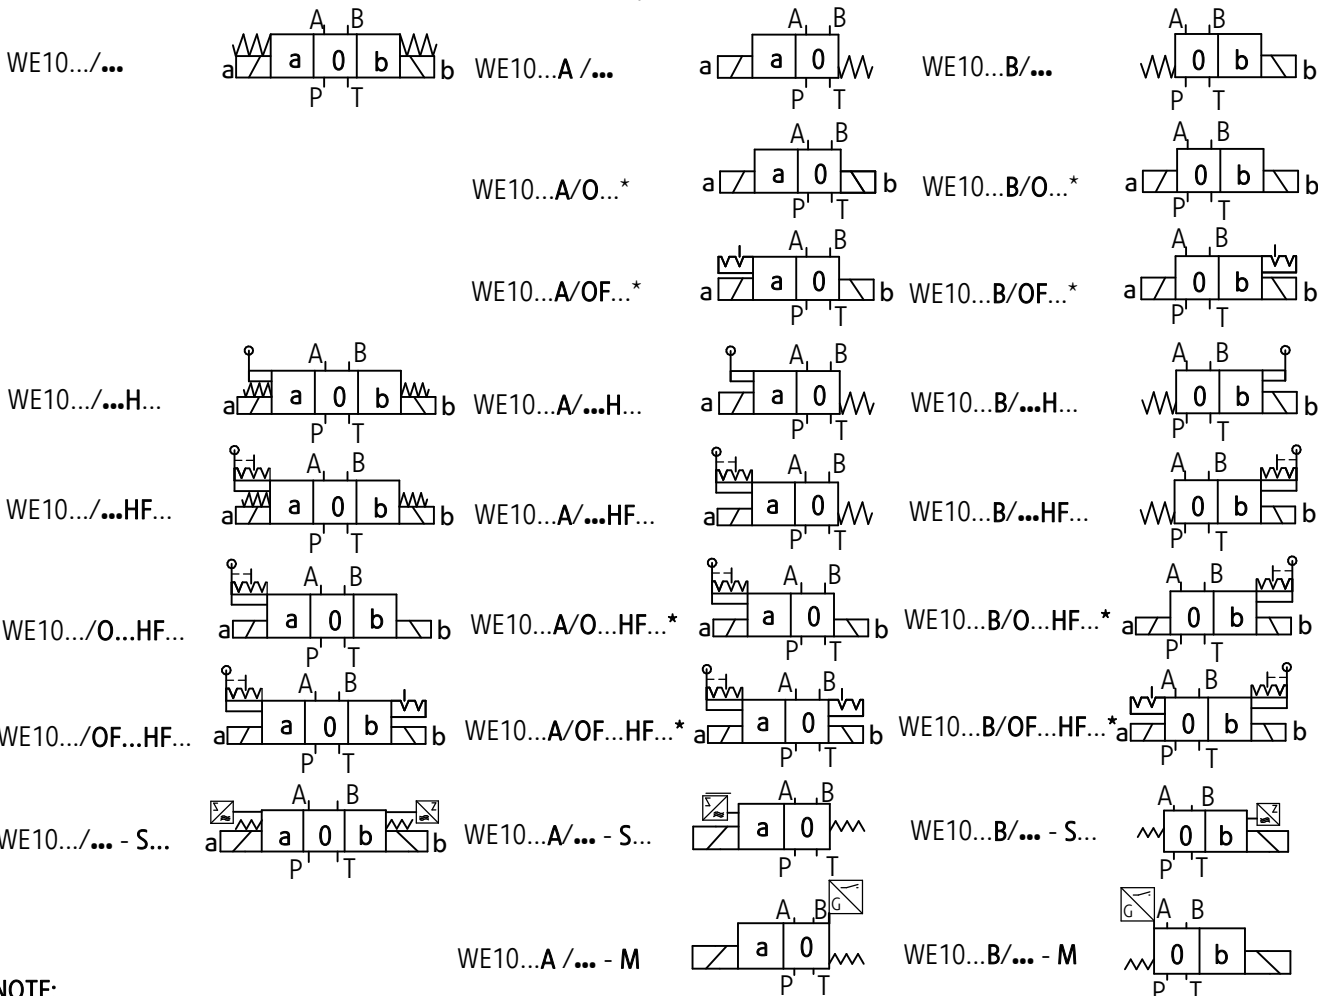 A B A B A B
WE10.../••• a a 0 b b WE10...A /••• a a 0 WE10...B/••• 0 b b
P T P T P T
A B A B
WE10...A/O...* a a 0 b WE10...B/O...* a 0 b b
P T P T
A B A B
WE10...A/OF...* a a 0 b WE10...B/OF...* a 0 b b
P T P T
A B A B A B
WE10.../•••H... a a 0 b b WE10...A/•••H... a a 0 WE10...B/•••H... 0 b b
P T P T P T
A B A B A B
WE10.../•••HF... a a 0 b b WE10...A/•••HF... a a 0 WE10...B/•••HF... 0 b b
P T P T P T
A B A B A B
WE10.../O...HF... a a 0 b b WE10...A/O...HF...* a a 0 b WE10...B/O...HF...* a 0 b b
P T P T P T
A B A B A B
WE10.../OF...HF... a a 0 b b WE10...A/OF...HF...* a a 0 b WE10...B/OF...HF...* a 0 b b
P T P T P T
A B A B A B
WE10.../••• - S... a a 0 b b WE10...A/••• - S... a 0 WE10...B/••• - S... 0 b
P T P T P T
G A B G A B
WE10...A /••• - M a 0 WE10...B/••• - M 0 b
P T P T
NOTE: